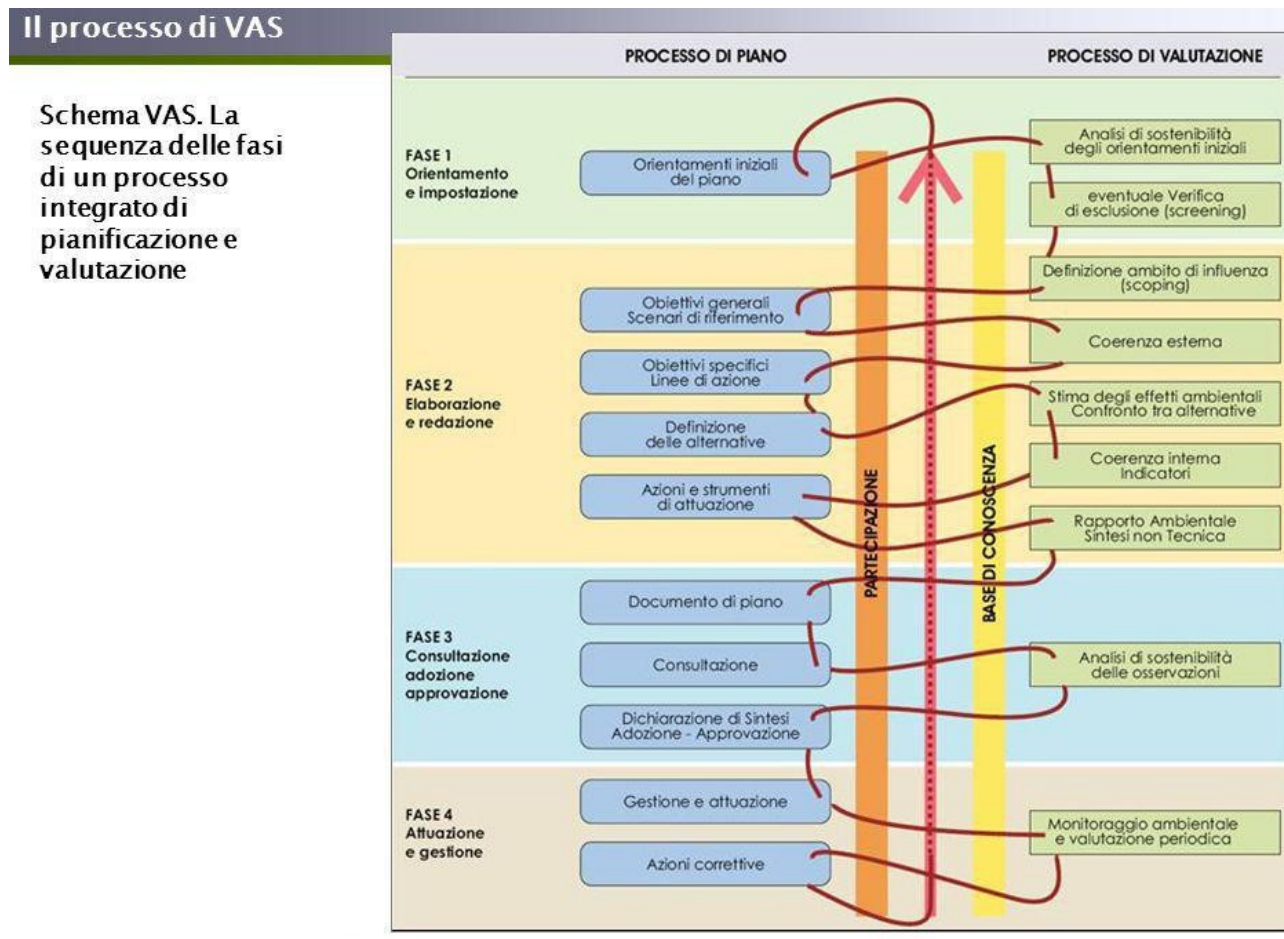 Il processo di VAS
Schema VAS. La
sequenza delle fasi
di un processo
integrato di
pianificazione e
valutazione
PROCESSO DI PIANO
PROCESSO DI VALUTAZIONE
FASE 1
Orientamento
e impostazione
Orientamenti iniziali
del piano
Analisi di sostenibilità
degli orientamenti iniziali
eventuale Verifica
di esclusione (screening)
FASE 2
Elaborazione
e redazione
Obiettivi generali
Scenari di riferimento
Obiettivi specifici
Linee di azione
Definizione
delle alternative
Azioni e strumenti
di attuazione
Definizione ambito di influenza
(scoping)
Coerenza esterna
Stima degli effetti ambientali
Confronto tra alternative
Coerenza interna
Indicatori
Rapporto Ambientale
Sintesi non Tecnica
PARTECIPAZIONE
BASE DI CONOSCENZA
FASE 3
Consultazione
adozione
approvazione
Documento di piano
Consultazione
Dichiarazione di Sintesi
Adozione - Approvazione
Analisi di sostenibilità
delle osservazioni
FASE 4
Attuazione
e gestione
Gestione e attuazione
Azioni correttive
Monitoraggio ambientale
e valutazione periodica